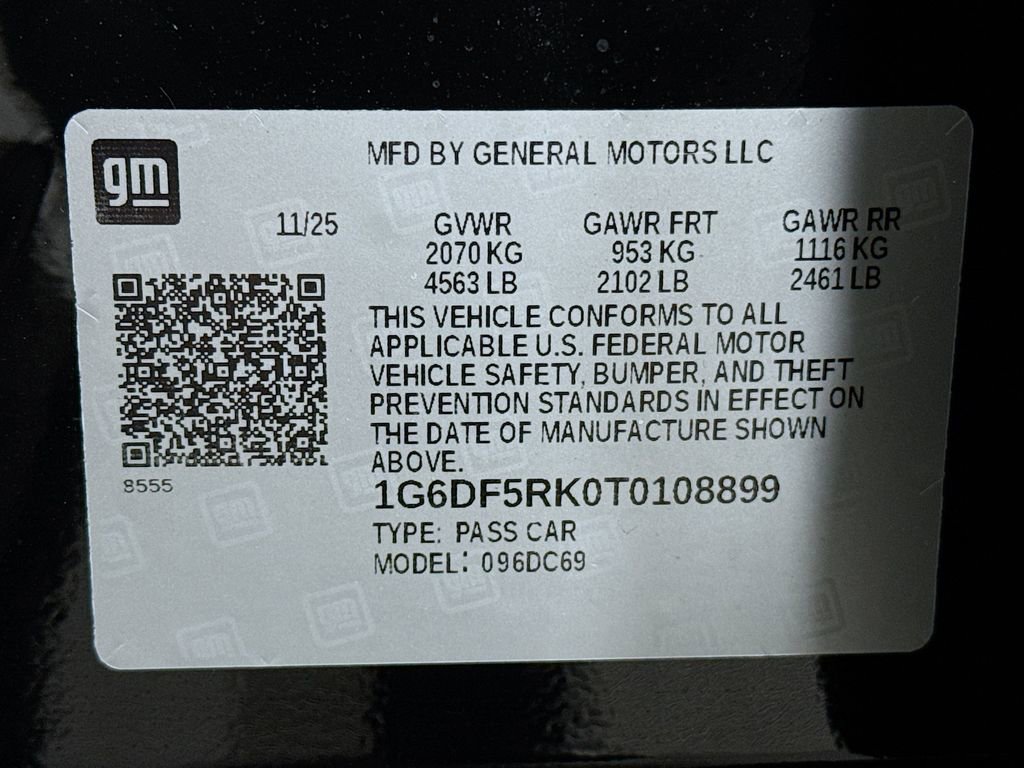 gm
MFD BY GENERAL MOTORS LLC
11/25 GVWR GAWR FRT GAWR RR
2070 KG 953 KG 1116 KG
4563 LB 2102 LB 2461 LB
THIS VEHICLE CONFORMS TO ALL
APPLICABLE U.S. FEDERAL MOTOR
VEHICLE SAFETY, BUMPER, AND THEFT
PREVENTION STANDARDS IN EFFECT ON
THE DATE OF MANUFACTURE SHOWN
ABOVE.
8555
1G6DF5RK0T0108899
TYPE: PASS CAR
MODEL: 096DC69